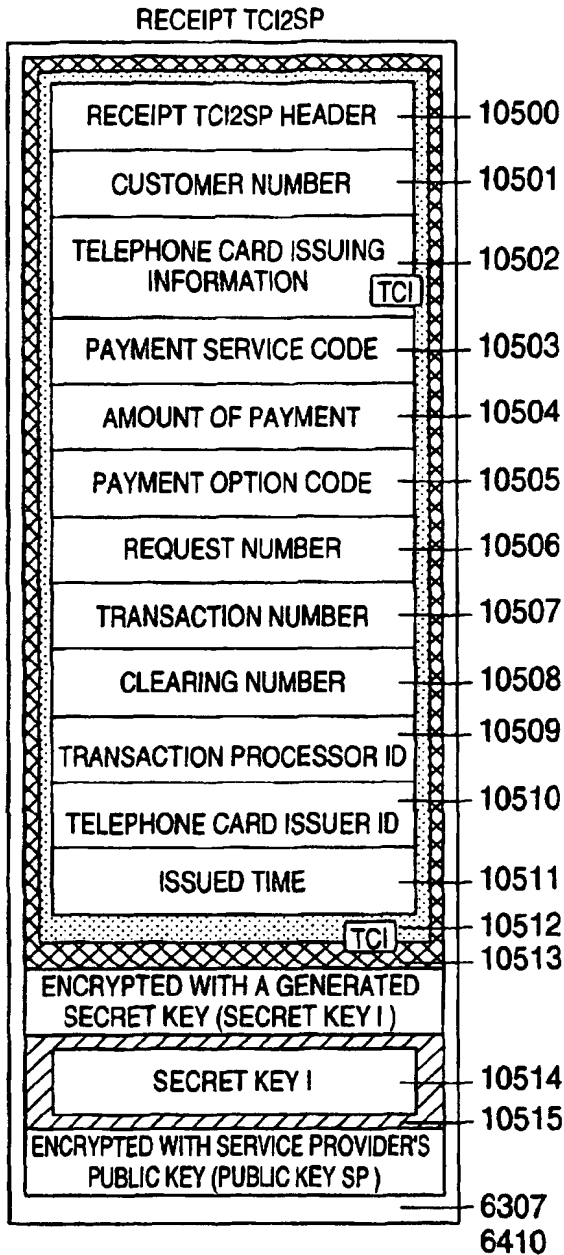 RECEIPT TCI2SP
RECEIPT TCI2SP HEADER 10500
CUSTOMER NUMBER 10501
TELEPHONE CARD ISSUING 10502
INFORMATION
TCI
PAYMENT SERVICE CODE 10503
AMOUNT OF PAYMENT 10504
PAYMENT OPTION CODE 10505
REQUEST NUMBER 10506
TRANSACTION NUMBER 10507
CLEARING NUMBER 10508
10509
TRANSACTION PROCESSOR ID
10510
TELEPHONE CARD ISSUER ID
ISSUED TIME 10511
10512
TCI
10513
ENCRYPTED WITH A GENERATED
SECRET KEY (SECRET KEY I )
SECRET KEY I 10514
10515
ENCRYPTED WITH SERVICE PROVIDER'S
PUBLIC KEY (PUBLIC KEY SP )
6307
6410